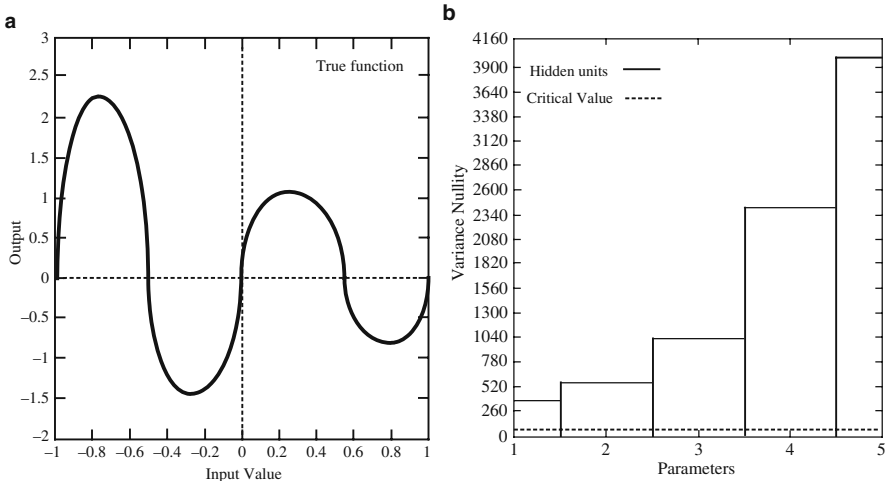 a
3
2.5
2
1.5
1
0.5
0
–0.5
–1
–1.5
–2
Output
True function
–1 –0.8 –0.6 –0.4 –0.2 0 0.2 0.4 0.6 0.8 1
Input Value
b
4160
3900
3640
3380
3120
2860
2600
2340
2080
1820
1560
1300
1040
780
520
260
0
Variance Nullity
Hidden units
Critical Value
1 2 3 4 5
Parameters